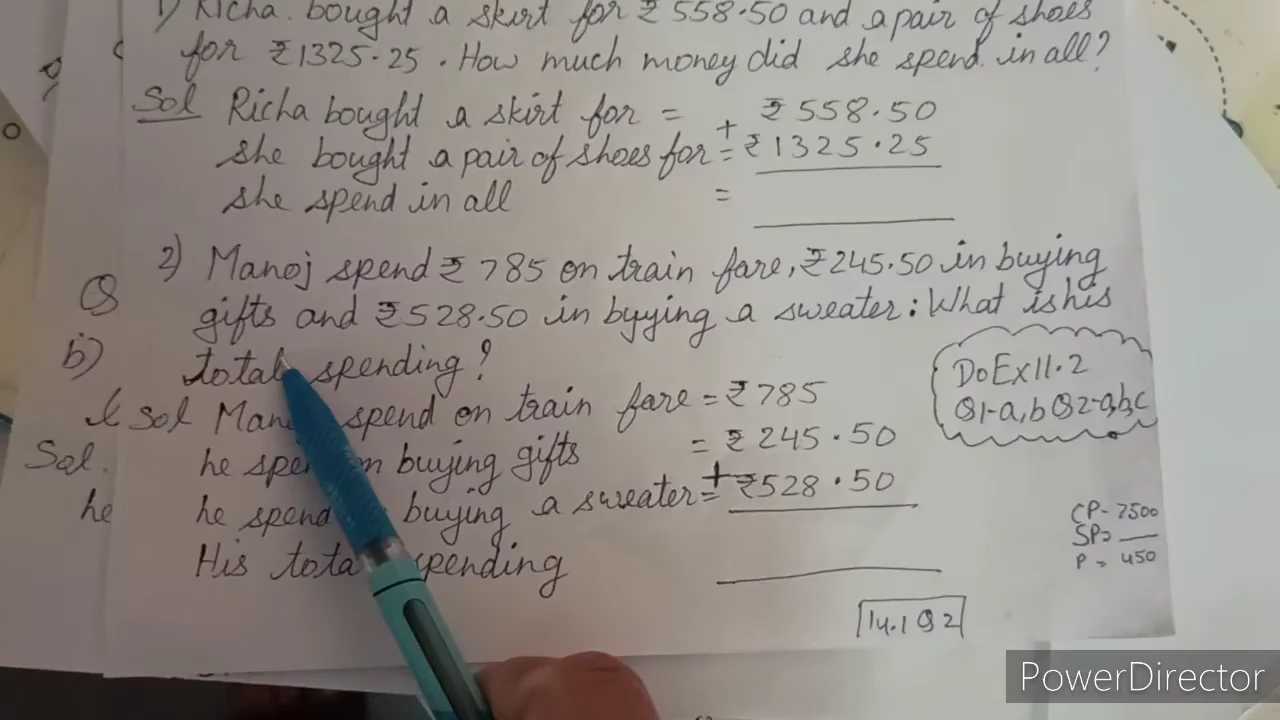 1) Richa bought a skirt for ₹ 558.50 and a pair of shoes
for ₹1325.25. How much money did she spend in all?
Sol Richa bought a skirt for = ₹ 558.50
she bought a pair of shoes for = + ₹ 1325.25
she spend in all =
2) Manoj spend ₹ 785 on train fare, ₹245.50 in buying
Q
gifts and ₹528.50 in byying a sweater: What is his
b)
total spending?
Sol Man spend on train fare = ₹785
he spe n buying gifts = ₹ 245.50
Sol.
he spend buying a sweater = + ₹528.50
he
His tota spending
Do Ex 11.2
Q1-a,b Q2-a,b,c
CP- 2500
SP=
P = 450
14.1 Q 2
PowerDirector